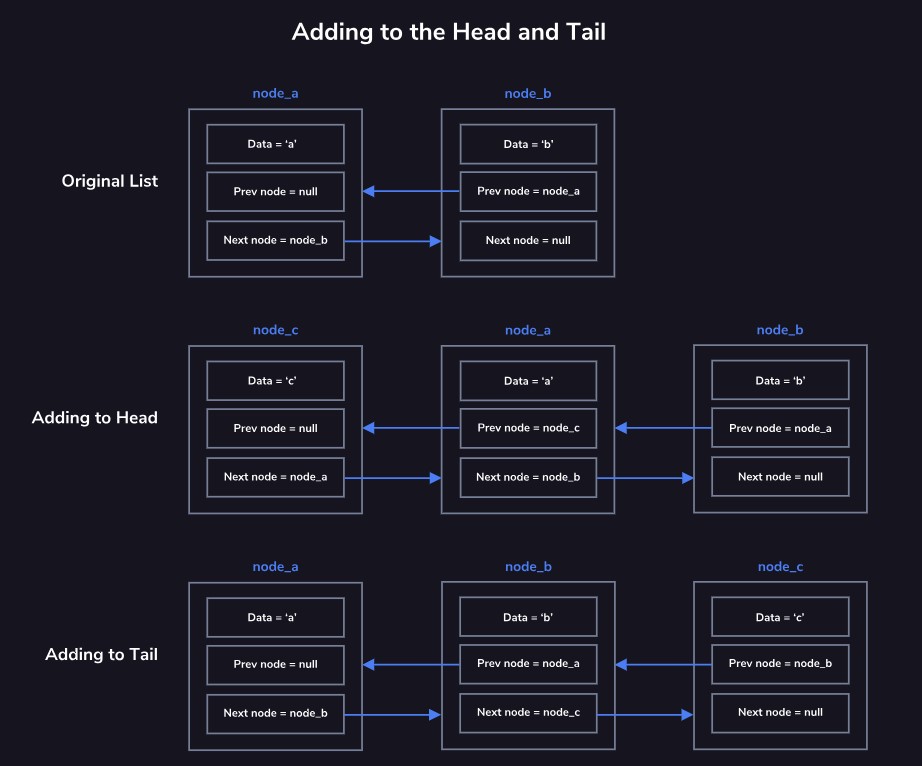 Adding to the Head and Tail
node_a
node_b
Original List
Data = ‘a’
Prev node = null
Next node = node_b
Data = ‘b’
Prev node = node_a
Next node = null
node_c
node_a
node_b
Adding to Head
Data = ‘c’
Prev node = null
Next node = node_a
Data = ‘a’
Prev node = node_c
Next node = node_b
Data = ‘b’
Prev node = node_a
Next node = null
node_a
node_b
node_c
Adding to Tail
Data = ‘a’
Prev node = null
Next node = node_b
Data = ‘b’
Prev node = node_a
Next node = node_c
Data = ‘c’
Prev node = node_b
Next node = null